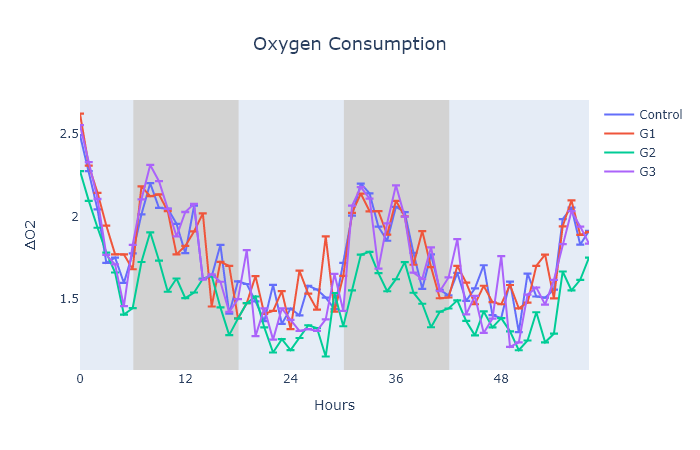 Oxygen Consumption
2.5
2
1.5
ΔO2
0 12 24 36 48
Hours
Control
G1
G2
G3